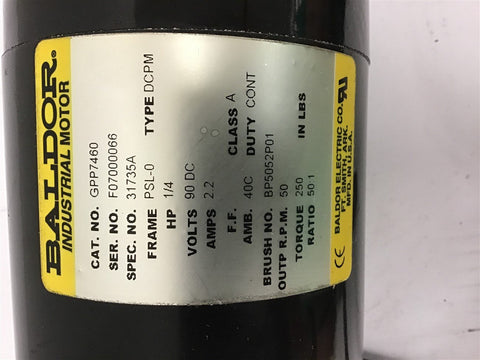 BALDOR®
INDUSTRIAL MOTOR
CAT. NO. GPP7460
SER. NO. F07000066
SPEC. NO. 31735A
FRAME PSL-0 TYPE DCPM
HP 1/4
VOLTS 90 DC
AMPS 2.2
F.F. CLASS A
AMB. 40C DUTY CONT
BRUSH NO. BP5052P01
OUTP R.P.M. 50
TORQUE 250 IN LBS
RATIO 50:1
BALDOR ELECTRIC CO.
FT. SMITH, ARK.
MFD. IN U.S.A.
CE